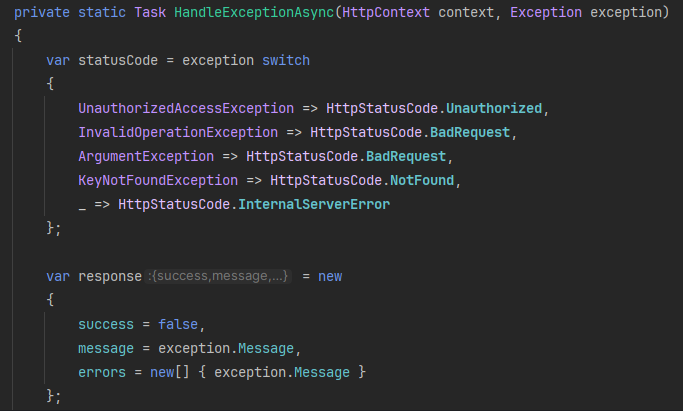 private static Task HandleExceptionAsync(HttpContext context, Exception exception)
{
var statusCode = exception switch
{
UnauthorizedAccessException => HttpStatusCode.Unauthorized,
InvalidOperationException => HttpStatusCode.BadRequest,
ArgumentException => HttpStatusCode.BadRequest,
KeyNotFoundException => HttpStatusCode.NotFound,
_ => HttpStatusCode.InternalServerError
};
var response :{success,message,...} = new
{
success = false,
message = exception.Message,
errors = new[] { exception.Message }
};